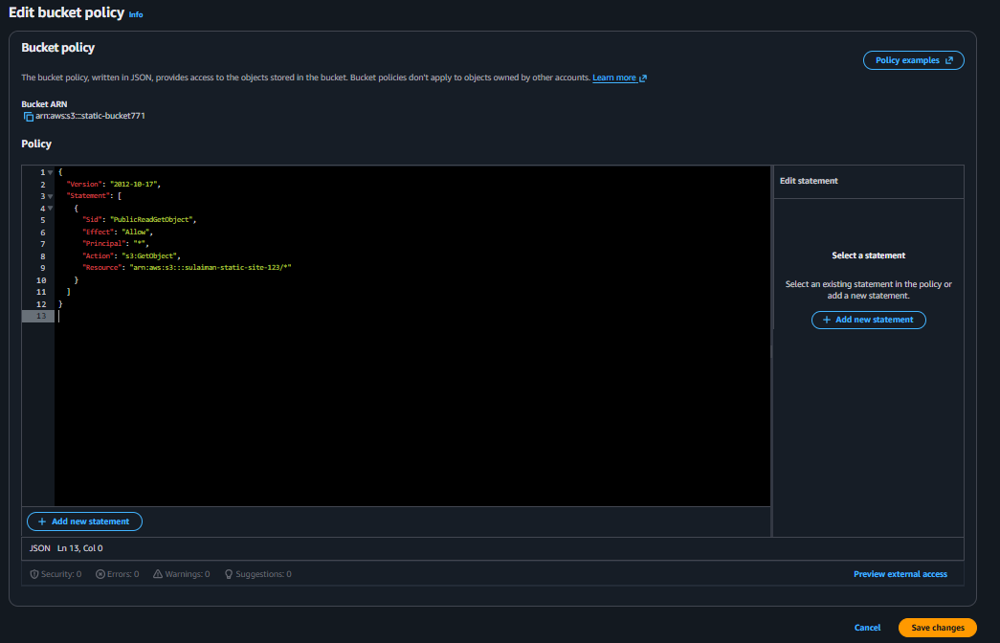 Edit bucket policy Info
Bucket policy
Policy examples
The bucket policy, written in JSON, provides access to the objects stored in the bucket. Bucket policies don't apply to objects owned by other accounts. Learn more
Bucket ARN
arn:aws:s3:::static-bucket771
Policy
1 {
2 "Version": "2012-10-17",
3 "Statement": [
4 {
5 "Sid": "PublicReadGetObject",
6 "Effect": "Allow",
7 "Principal": "*",
8 "Action": "s3:GetObject",
9 "Resource": "arn:aws:s3:::sulaiman-static-site-123/*"
10 }
11 ]
12 }
13
Edit statement
Select a statement
Select an existing statement in the policy or
add a new statement.
+ Add new statement
+ Add new statement
JSON Ln 13, Col 0
Security: 0 Errors: 0 Warnings: 0 Suggestions: 0
Preview external access
Cancel Save changes